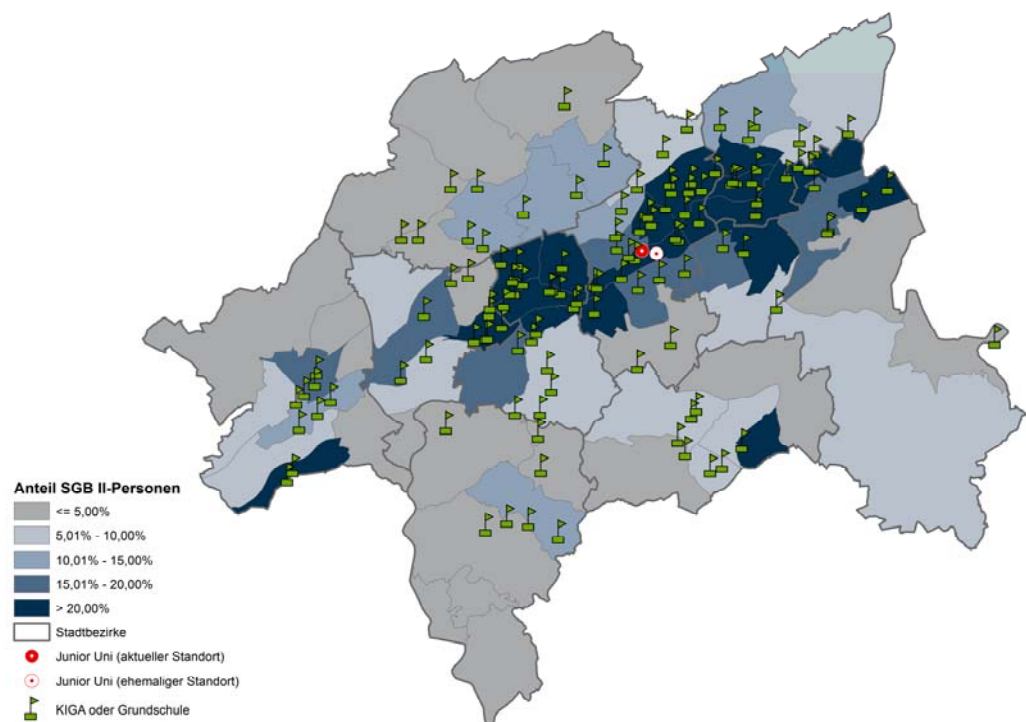 Anteil SGB II-Personen
<= 5,00%
5,01% - 10,00%
10,01% - 15,00%
15,01% - 20,00%
> 20,00%
Stadtbezirke
Junior Uni (aktueller Standort)
Junior Uni (ehemaliger Standort)
KIGA oder Grundschule